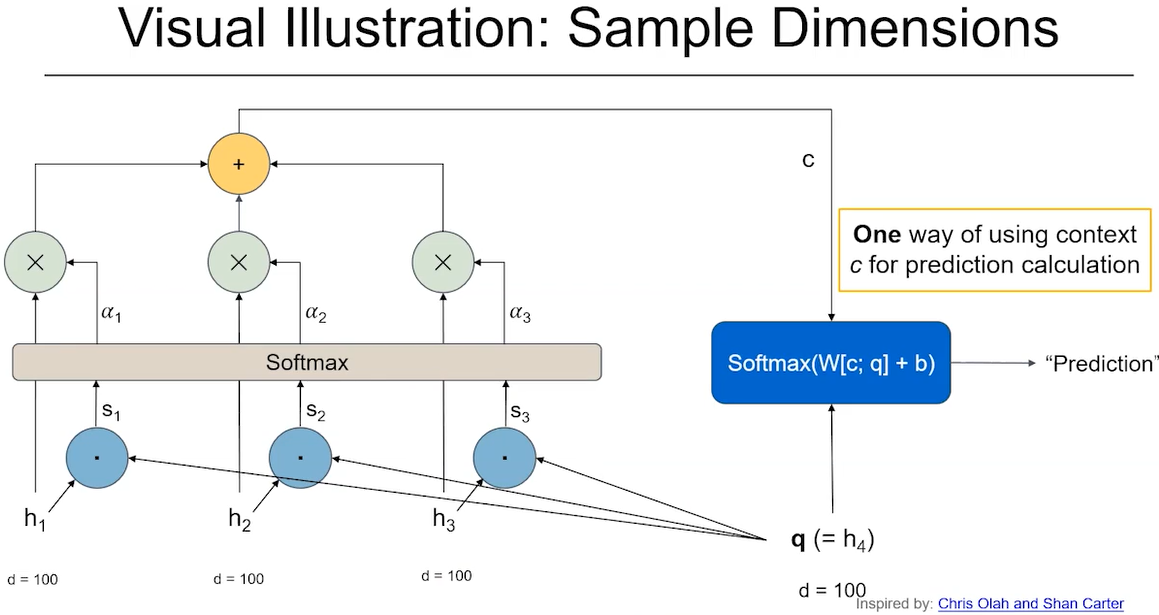 Visual Illustration: Sample Dimensions
+
c
One way of using context
c for prediction calculation
× × ×
α₁ α₂ α₃
Softmax
Softmax(W[c; q] + b)
“Prediction”
s₁ s₂ s₃
· · ·
h₁ h₂ h₃
q (= h₄)
d = 100 d = 100 d = 100
d = 100
Inspired by: Chris Olah and Shan Carter